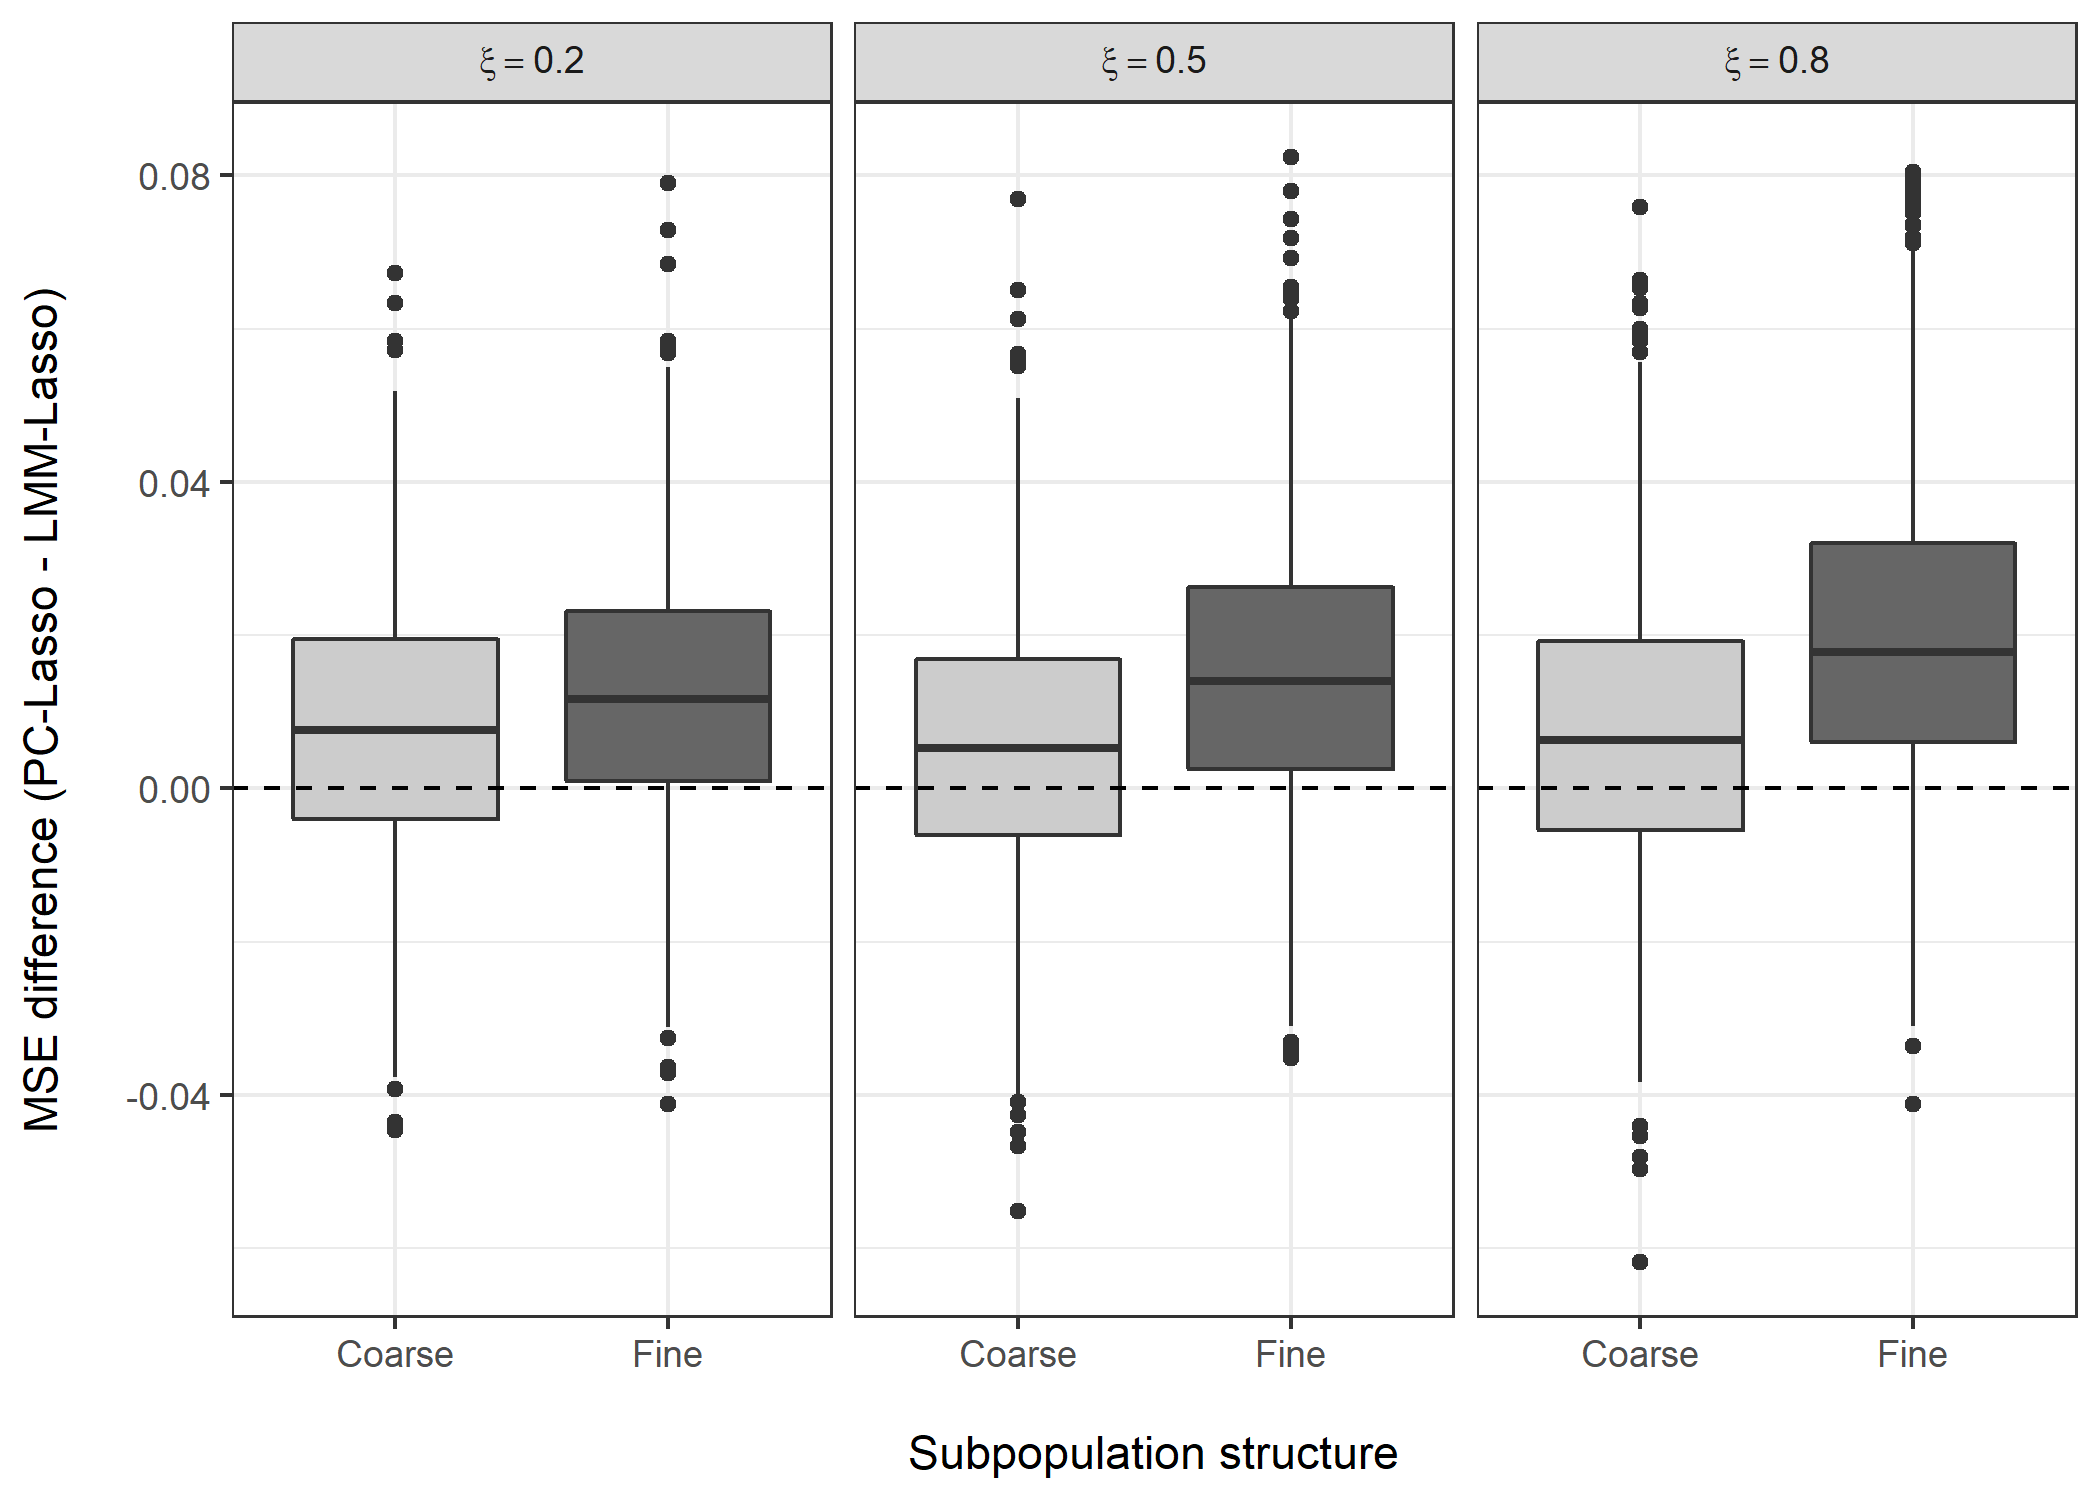 ξ = 0.2
ξ = 0.5
ξ = 0.8
MSE difference (PC-Lasso - LMM-Lasso)
0.08
0.04
0.00
-0.04
Coarse
Fine
Coarse
Fine
Coarse
Fine
Subpopulation structure